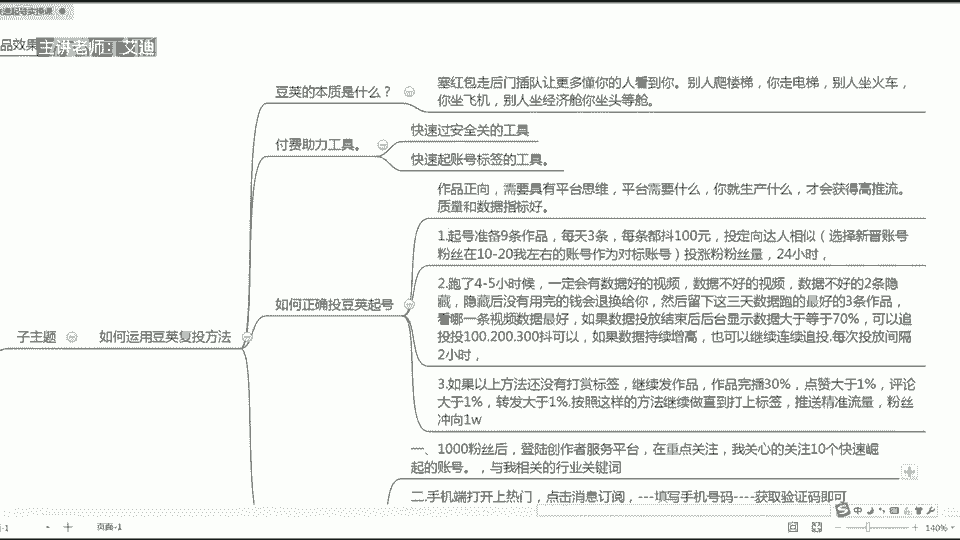 速起号实操课
品效果
主讲老师：艾迪
豆荚的本质是什么？
塞红包走后门插队让更多懂你的人看到你。别人爬楼梯，你走电梯，别人坐火车，
你坐飞机，别人坐经济舱你坐头等舱。
付费助力工具。
快速过安全关的工具
快速起账号标签的工具。
作品正向，需要具有平台思维，平台需要什么，你就生产什么，才会获得高推流。
质量和数据指标好。
如何正确投豆荚起号
1.起号准备9条作品，每天3条，每条都抖100元，投定向达人相似（选择新晋账号
粉丝在10-20我左右的账号作为对标账号）投涨粉粉丝量，24小时，
2.跑了4-5小时候，一定会有数据好的视频，数据不好的视频，数据不好的2条隐
藏，隐藏后没有用完的钱会退换给你，然后留下这三天数据跑的最好的3条作品，
看哪一条视频数据最好，如果数据投放结束后后台显示数据大于等于70%，可以追
投投100.200.300抖可以，如果数据持续增高，也可以继续连续追投.每次投放间隔
2小时，
子主题
如何运用豆荚复投方法
3.如果以上方法还没有打赏标签，继续发作品，作品完播30%，点赞大于1%，评论
大于1%，转发大于1%.按照这样的方法继续做直到打上标签，推送精准流量，粉丝
冲向1w
一、1000粉丝后，登陆创作者服务平台，在重点关注，我关心的关注10个快速崛
起的账号。，与我相关的行业关键词
二.手机端打开上热门，点击消息订阅，---填写手机号码----获取验证码即可
-1
页面-1
中
140%